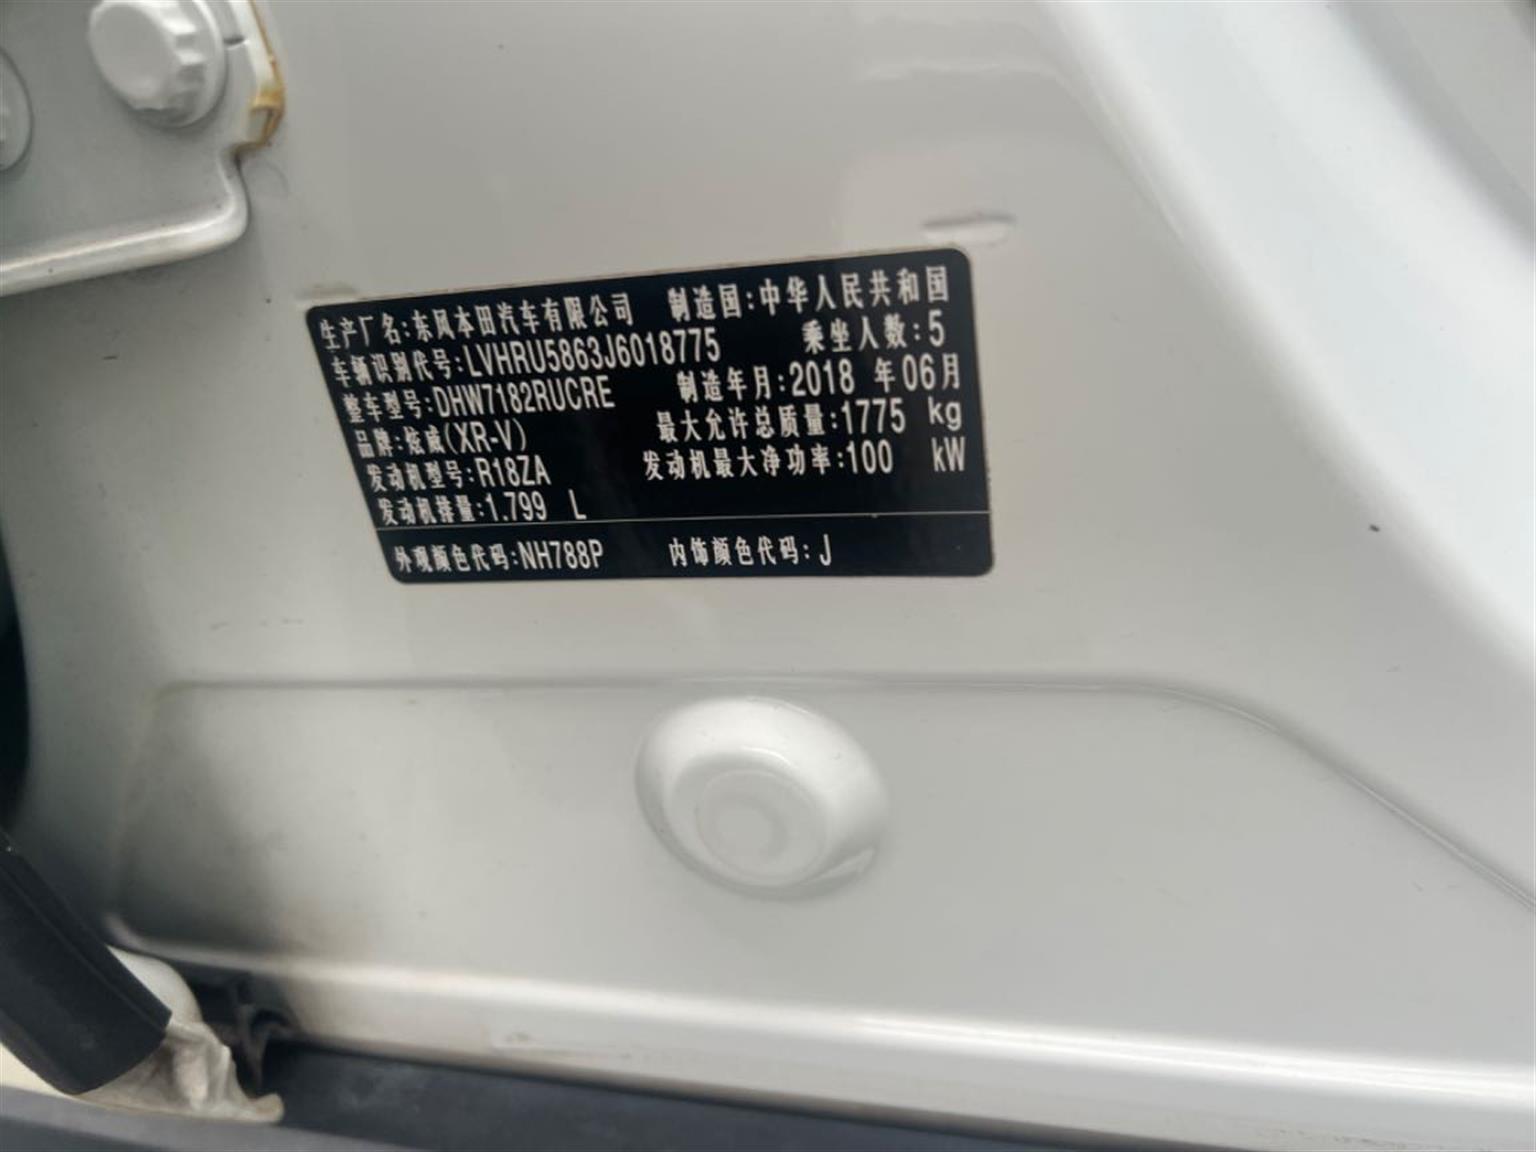 生产厂名:东风本田汽车有限公司 制造国:中华人民共和国
车辆识别代号:LVHRU5863J6018775 乘坐人数:5
整车型号:DHW7182RUCRE 制造年月:2018 年06月
品牌:炫威(XR-V) 最大允许总质量:1775 kg
发动机型号:R18ZA 发动机最大净功率:100 kW
发动机排量:1.799 L
外观颜色代码:NH788P 内饰颜色代码:J